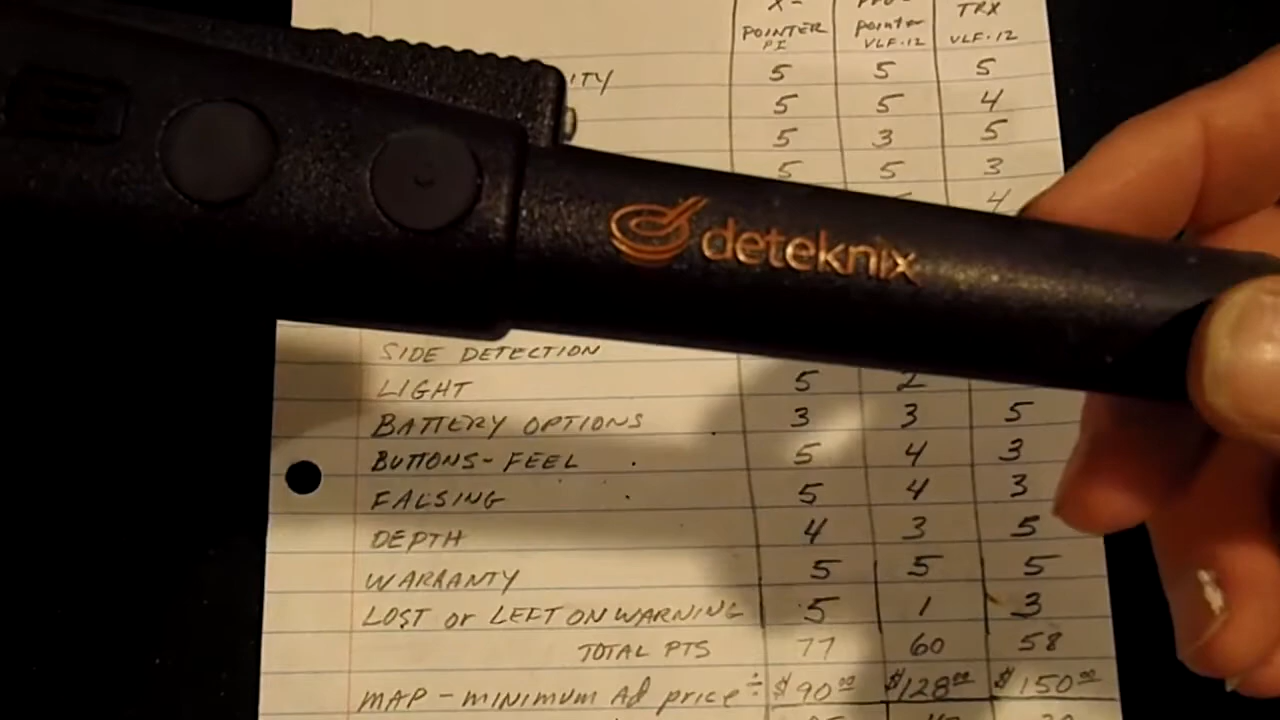 TRX
POINTER pointer VLF.12
PI VLF.12
ITY 5 5 5
5 5 4
5 3 5
5 5 3
4
deteknix
SIDE DETECTION
LIGHT 5 2
BATTERY OPTIONS 3 3 5
BUTTONS-FEEL 5 4 3
FALSING 5 4 3
DEPTH 4 3 5
WARRANTY 5 5 5
LOST or LEFT ON WARNING 5 1 3
TOTAL PTS 77 60 58
MAP-MINIMUM Ad price ÷ $90.00 $128.00 $150.00